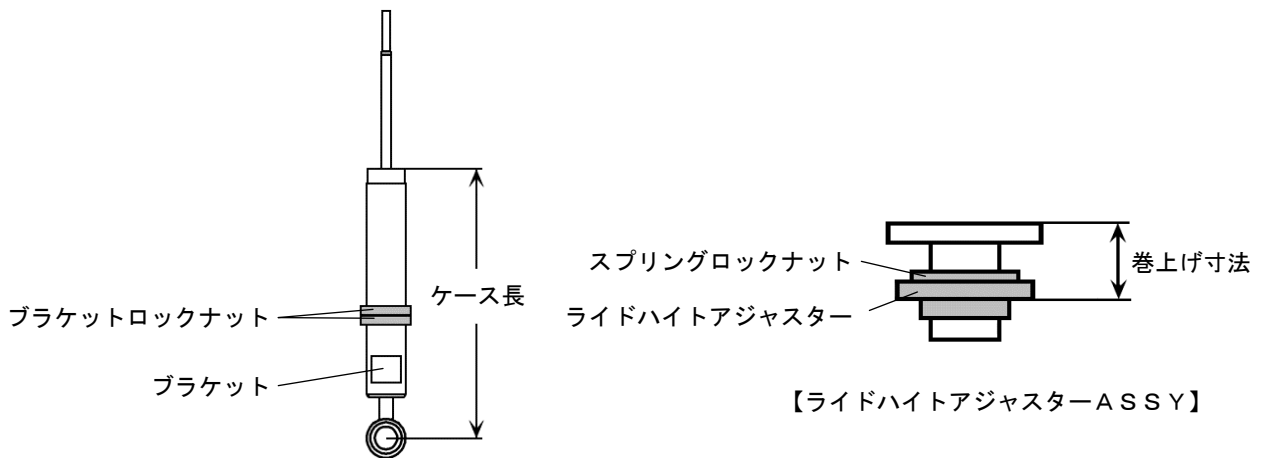 ブラケットロックナット
ブラケット
ケース長
スプリングロックナット
ライドハイトアジャスター
巻上げ寸法
【ライドハイトアジャスターＡＳＳＹ】